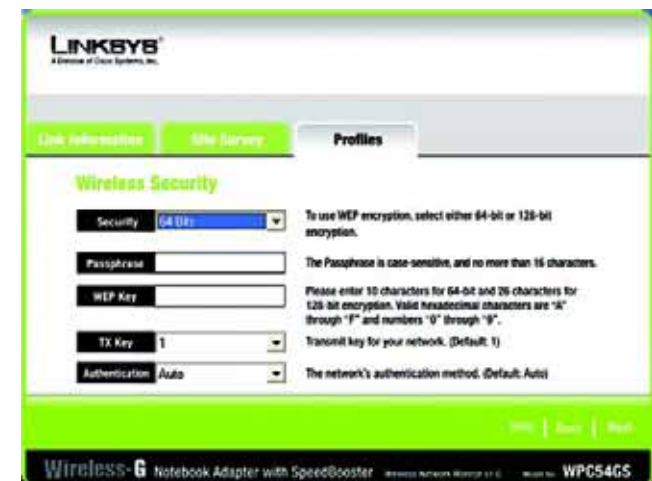 LINKSYS®
A Division of Cisco Systems, Inc.
Link Information Site Survey Profiles
Wireless Security
Security 64 Bits To use WEP encryption, select either 64-bit or 128-bit
encryption.
Passphrase The Passphrase is case-sensitive, and no more than 16 characters.
WEP Key Please enter 10 characters for 64-bit and 26 characters for
128-bit encryption. Valid hexadecimal characters are "A"
through "F" and numbers "0" through "9".
TX Key 1 Transmit key for your network. (Default: 1)
Authentication Auto The network's authentication method. (Default: Auto)
Back | Next
Wireless-G Notebook Adapter with SpeedBooster Wireless Network Monitor Model No. WPC54GS